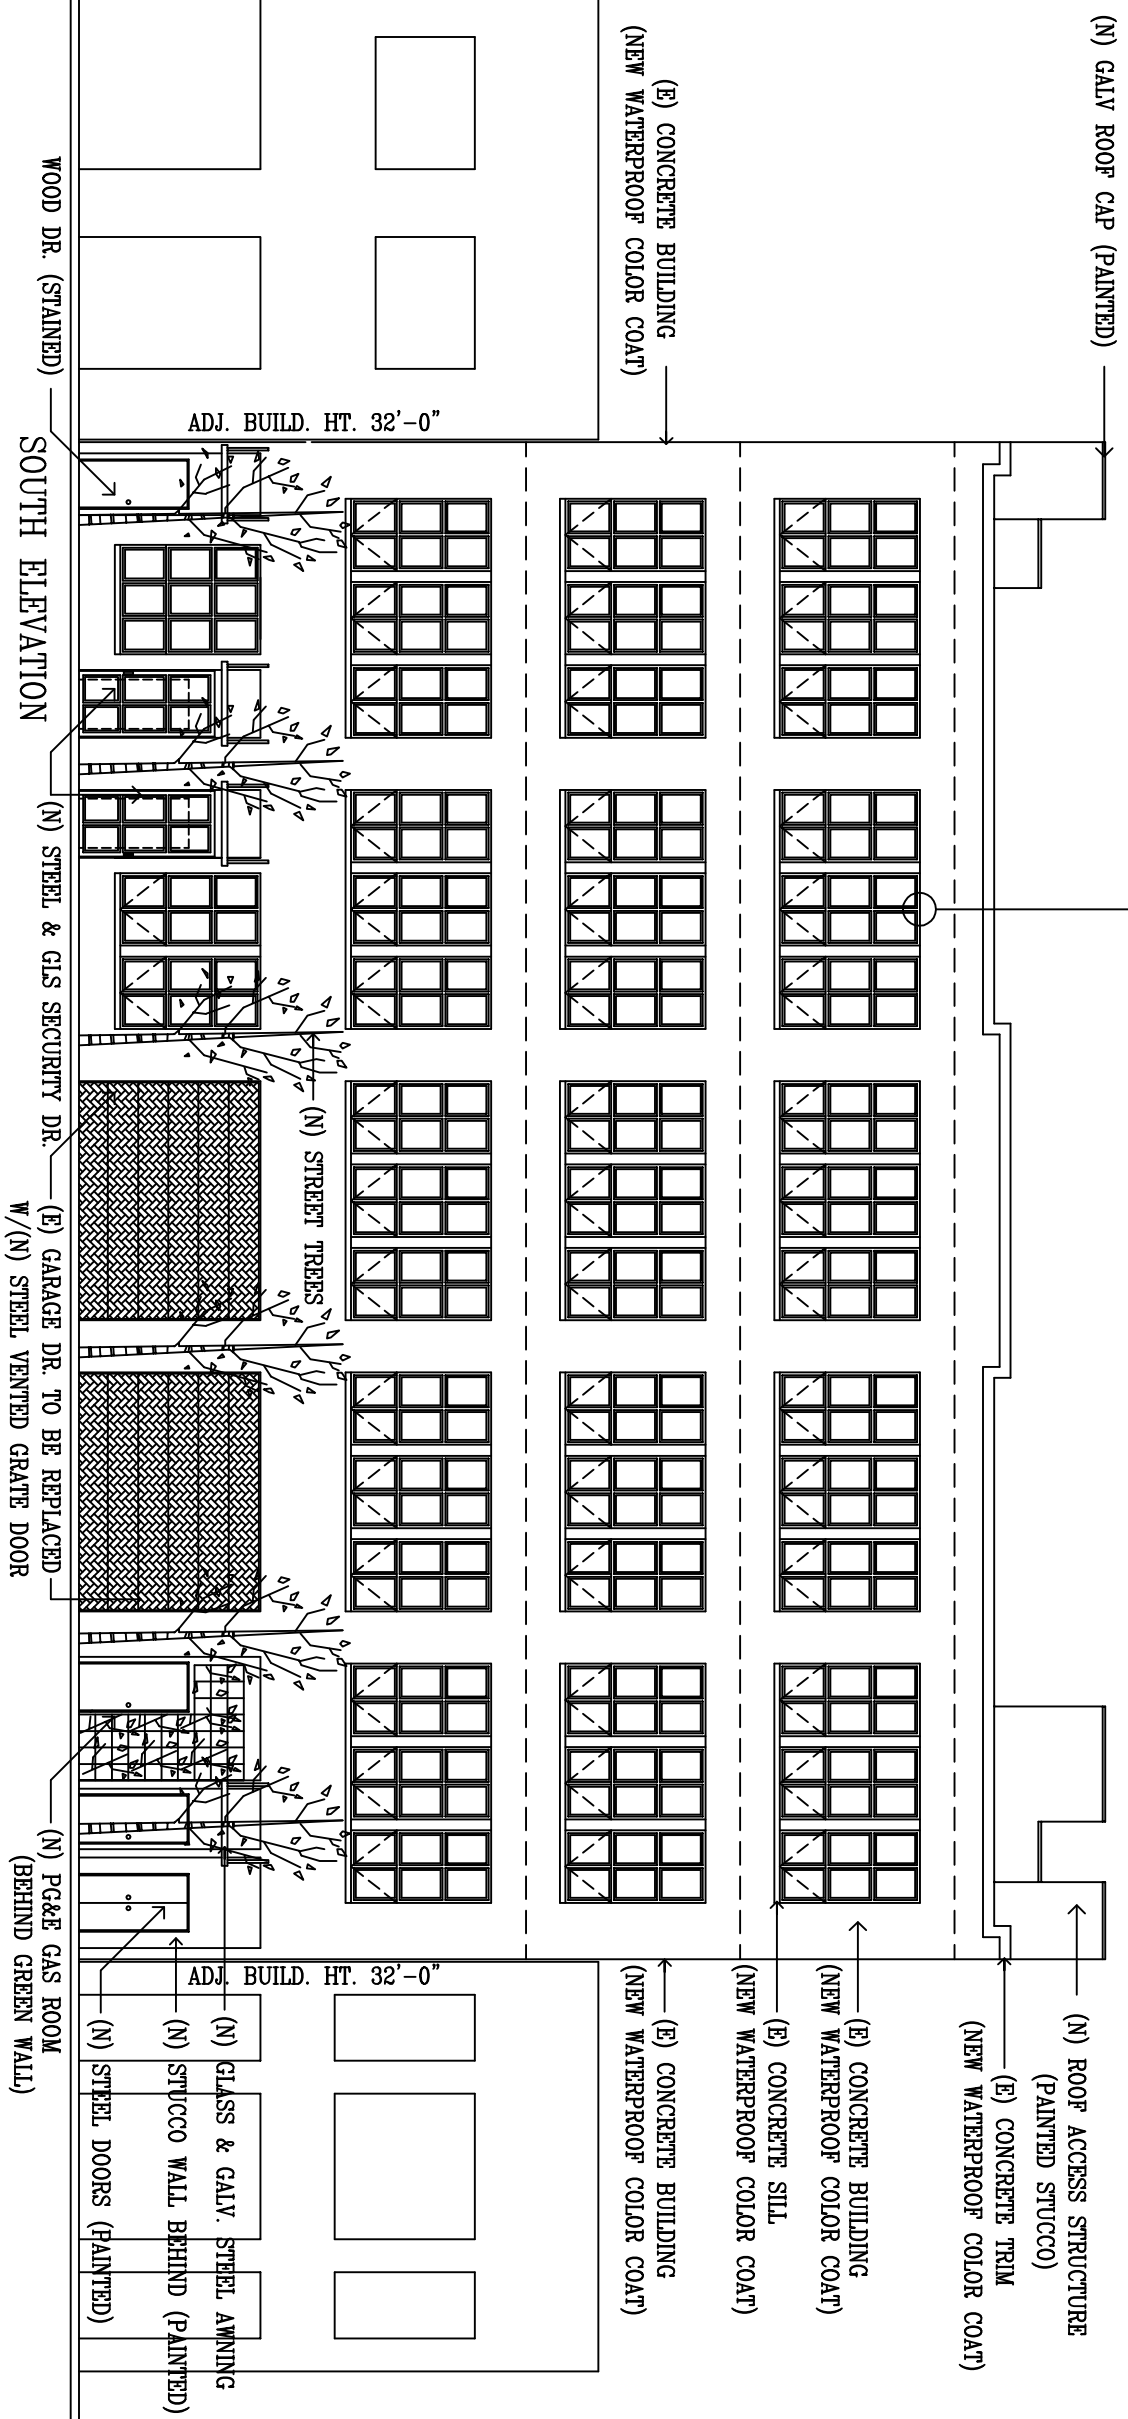 (N) GALV ROOF CAP (PAINTED)
(E) CONCRETE BUILDING
(NEW WATERPROOF COLOR COAT)
ADJ. BUILD. HT. 32'-0"
WOOD DR. (STAINED)
SOUTH ELEVATION
(N) STEEL & GLS SECURITY DR.
(N) STREET TREES
(E) GARAGE DR. TO BE REPLACED
W/(N) STEEL VENTED GRATE DOOR
(N) PG&E GAS ROOM
(BEHIND GREEN WALL)
(N) ROOF ACCESS STRUCTURE
(PAINTED STUCCO)
(E) CONCRETE TRIM
(NEW WATERPROOF COLOR COAT)
(E) CONCRETE BUILDING
(NEW WATERPROOF COLOR COAT)
(E) CONCRETE SILL
(NEW WATERPROOF COLOR COAT)
(E) CONCRETE BUILDING
(NEW WATERPROOF COLOR COAT)
ADJ. BUILD. HT. 32'-0"
(N) GLASS & GALV. STEEL AWNING
(N) STUCCO WALL BEHIND (PAINTED)
(N) STEEL DOORS (PAINTED)